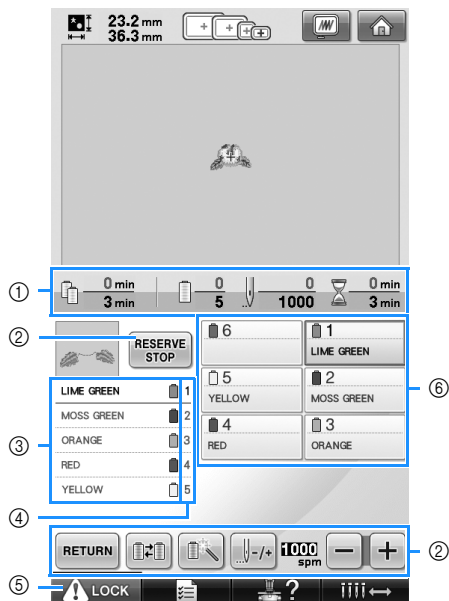 23.2 mm
36.3 mm
①
0 min 0 0 0 min
3 min 5 1000 3 min
②
RESERVE
STOP
6
1
LIME GREEN
5
YELLOW
2
MOSS GREEN
4
RED
3
ORANGE
⑥
③
LIME GREEN 1
MOSS GREEN 2
ORANGE 3
RED 4
YELLOW 5
④
RETURN -/+ 1000 spm − +
②
⑤
LOCK ?